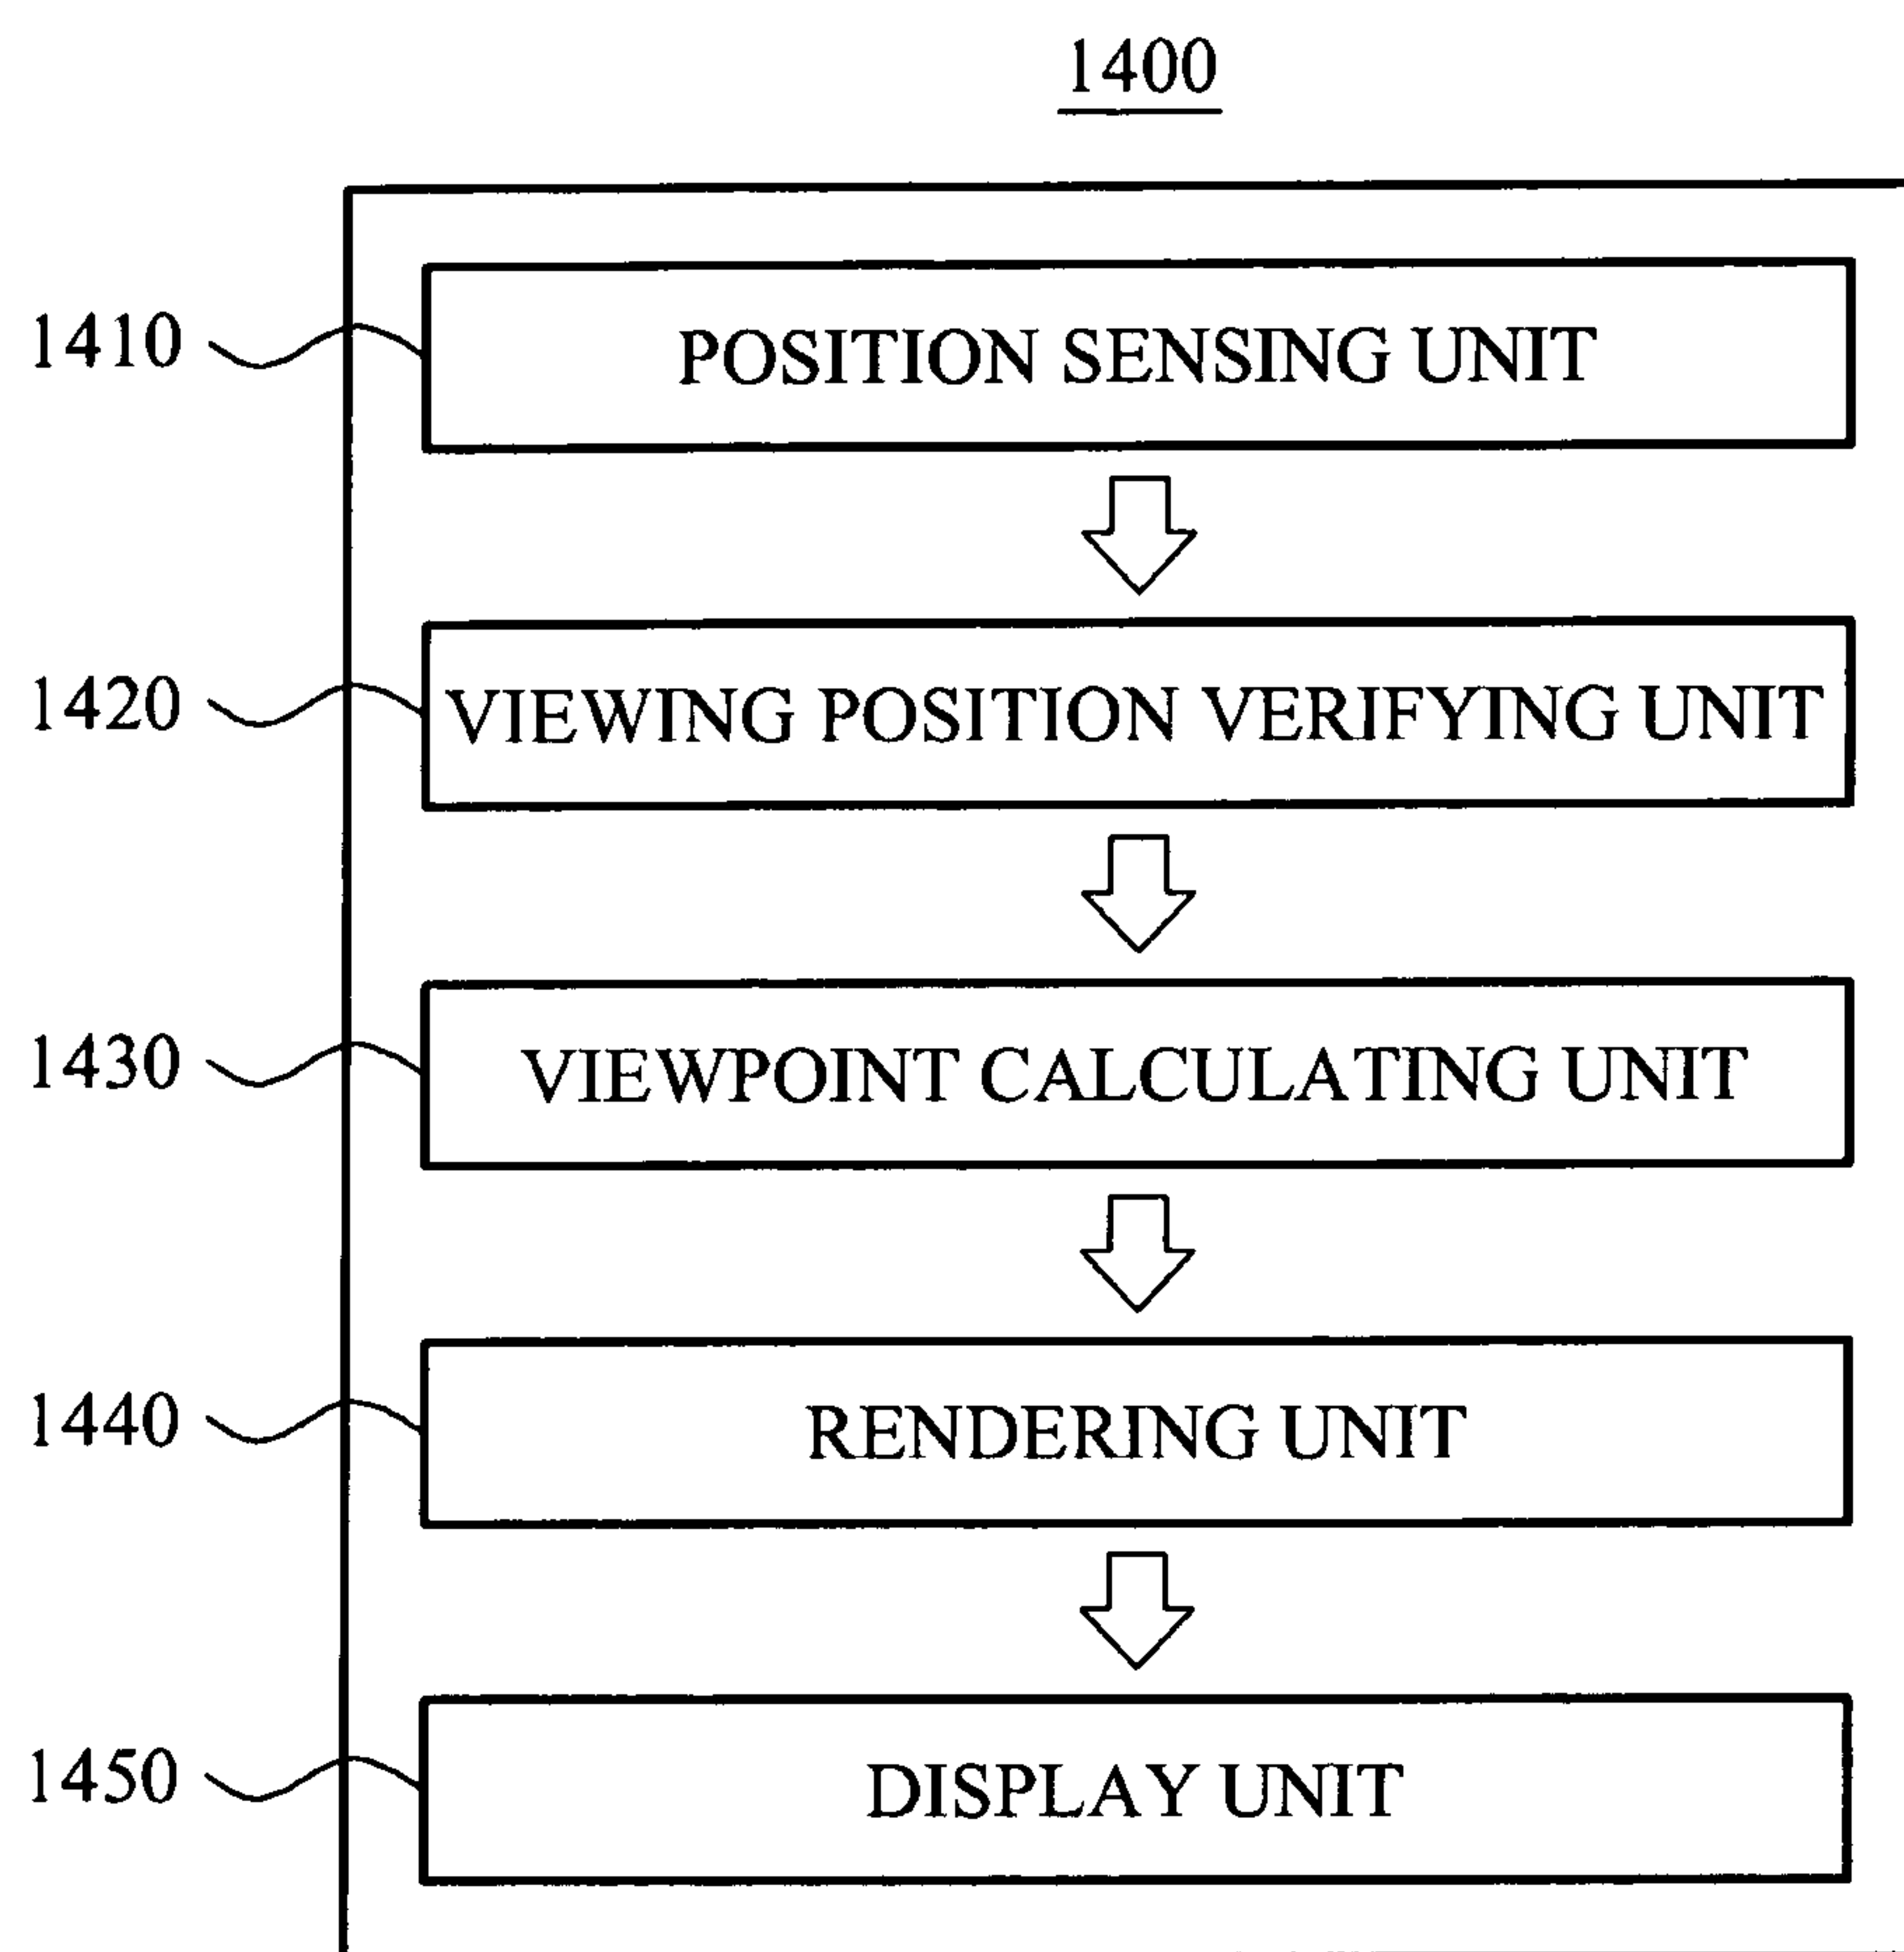 1400
1410 POSITION SENSING UNIT
1420 VIEWING POSITION VERIFYING UNIT
1430 VIEWPOINT CALCULATING UNIT
1440 RENDERING UNIT
1450 DISPLAY UNIT